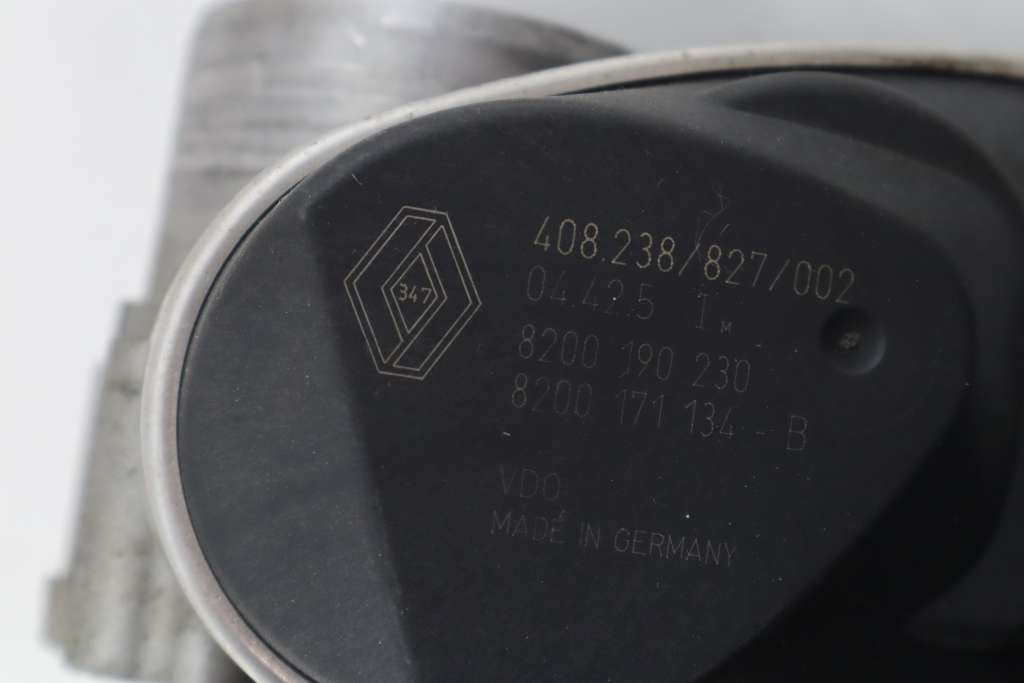 347
408.238/827/002
04.42.5 I M
8200 190 230
8200 171 134 - B
VDO
MADE IN GERMANY